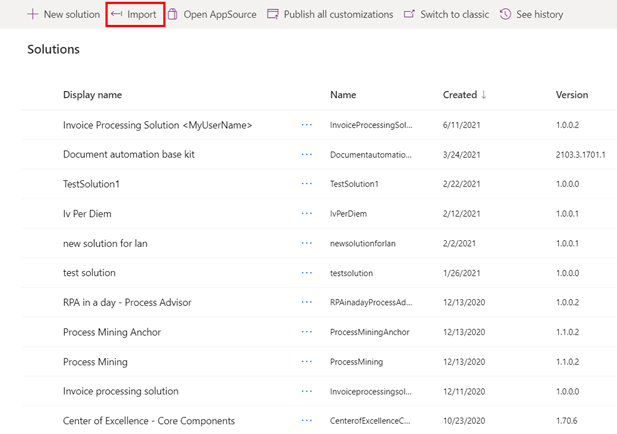 New solution Import Open AppSource Publish all customizations Switch to classic See history
Solutions
Display name Name Created ↓ Version
Invoice Processing Solution <MyUserName> ... InvoiceProcessingSol... 6/11/2021 1.0.0.2
Document automation base kit ... Documentautomatio... 3/24/2021 2103.3.1701.1
TestSolution1 ... TestSolution1 2/22/2021 1.0.0.0
Iv Per Diem ... IvPerDiem 2/12/2021 1.0.0.1
new solution for lan ... newsolutionforlan 2/2/2021 1.0.0.1
test solution ... testsolution 1/26/2021 1.0.0.0
RPA in a day - Process Advisor ... RPAinadayProcessAd... 12/13/2020 1.0.0.2
Process Mining Anchor ... ProcessMiningAnchor 12/13/2020 1.1.0.2
Process Mining ... ProcessMining 12/13/2020 1.1.0.2
Invoice processing solution ... Invoiceprocessingsol... 12/11/2020 1.0.0.0
Center of Excellence - Core Components ... CenterofExcellenceC... 10/23/2020 1.70.6